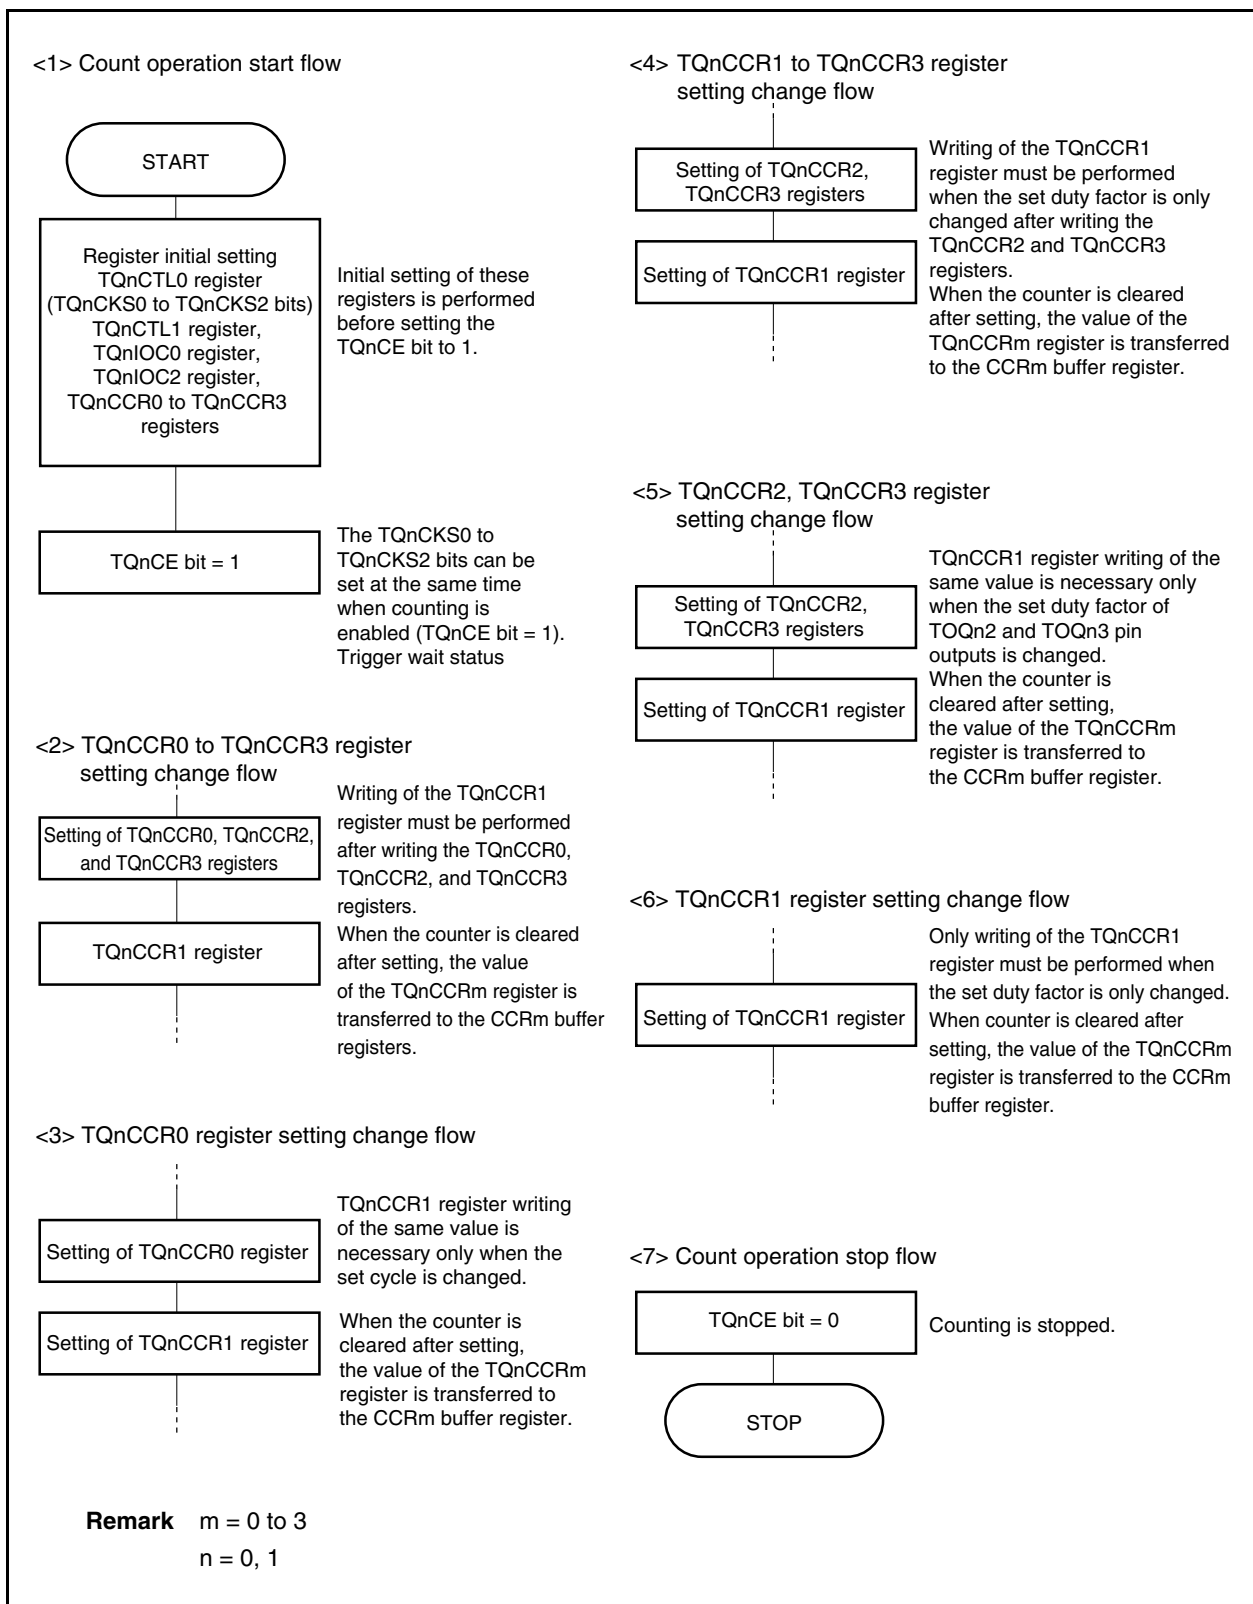 <1> Count operation start flow
START
Register initial setting
TQnCTL0 register
(TQnCKS0 to TQnCKS2 bits)
TQnCTL1 register,
TQnIOC0 register,
TQnIOC2 register,
TQnCCR0 to TQnCCR3
registers
Initial setting of these
registers is performed
before setting the
TQnCE bit to 1.
TQnCE bit = 1
The TQnCKS0 to
TQnCKS2 bits can be
set at the same time
when counting is
enabled (TQnCE bit = 1).
Trigger wait status
<2> TQnCCR0 to TQnCCR3 register
setting change flow
Setting of TQnCCR0, TQnCCR2,
and TQnCCR3 registers
TQnCCR1 register
Writing of the TQnCCR1
register must be performed
after writing the TQnCCR0,
TQnCCR2, and TQnCCR3
registers.
When the counter is cleared
after setting, the value
of the TQnCCRm register is
transferred to the CCRm buffer
registers.
<3> TQnCCR0 register setting change flow
Setting of TQnCCR0 register
TQnCCR1 register writing
of the same value is
necessary only when the
set cycle is changed.
Setting of TQnCCR1 register
When the counter is
cleared after setting,
the value of the TQnCCRm
register is transferred to
the CCRm buffer register.
<4> TQnCCR1 to TQnCCR3 register
setting change flow
Setting of TQnCCR2,
TQnCCR3 registers
Setting of TQnCCR1 register
Writing of the TQnCCR1
register must be performed
when the set duty factor is only
changed after writing the
TQnCCR2 and TQnCCR3
registers.
When the counter is cleared
after setting, the value of the
TQnCCRm register is transferred
to the CCRm buffer register.
<5> TQnCCR2, TQnCCR3 register
setting change flow
Setting of TQnCCR2,
TQnCCR3 registers
Setting of TQnCCR1 register
TQnCCR1 register writing of the
same value is necessary only
when the set duty factor of
TOQn2 and TOQn3 pin
outputs is changed.
When the counter is
cleared after setting,
the value of the TQnCCRm
register is transferred to
the CCRm buffer register.
<6> TQnCCR1 register setting change flow
Setting of TQnCCR1 register
Only writing of the TQnCCR1
register must be performed when
the set duty factor is only changed.
When counter is cleared after
setting, the value of the TQnCCRm
register is transferred to the CCRm
buffer register.
<7> Count operation stop flow
TQnCE bit = 0
Counting is stopped.
STOP
Remark m = 0 to 3
n = 0, 1